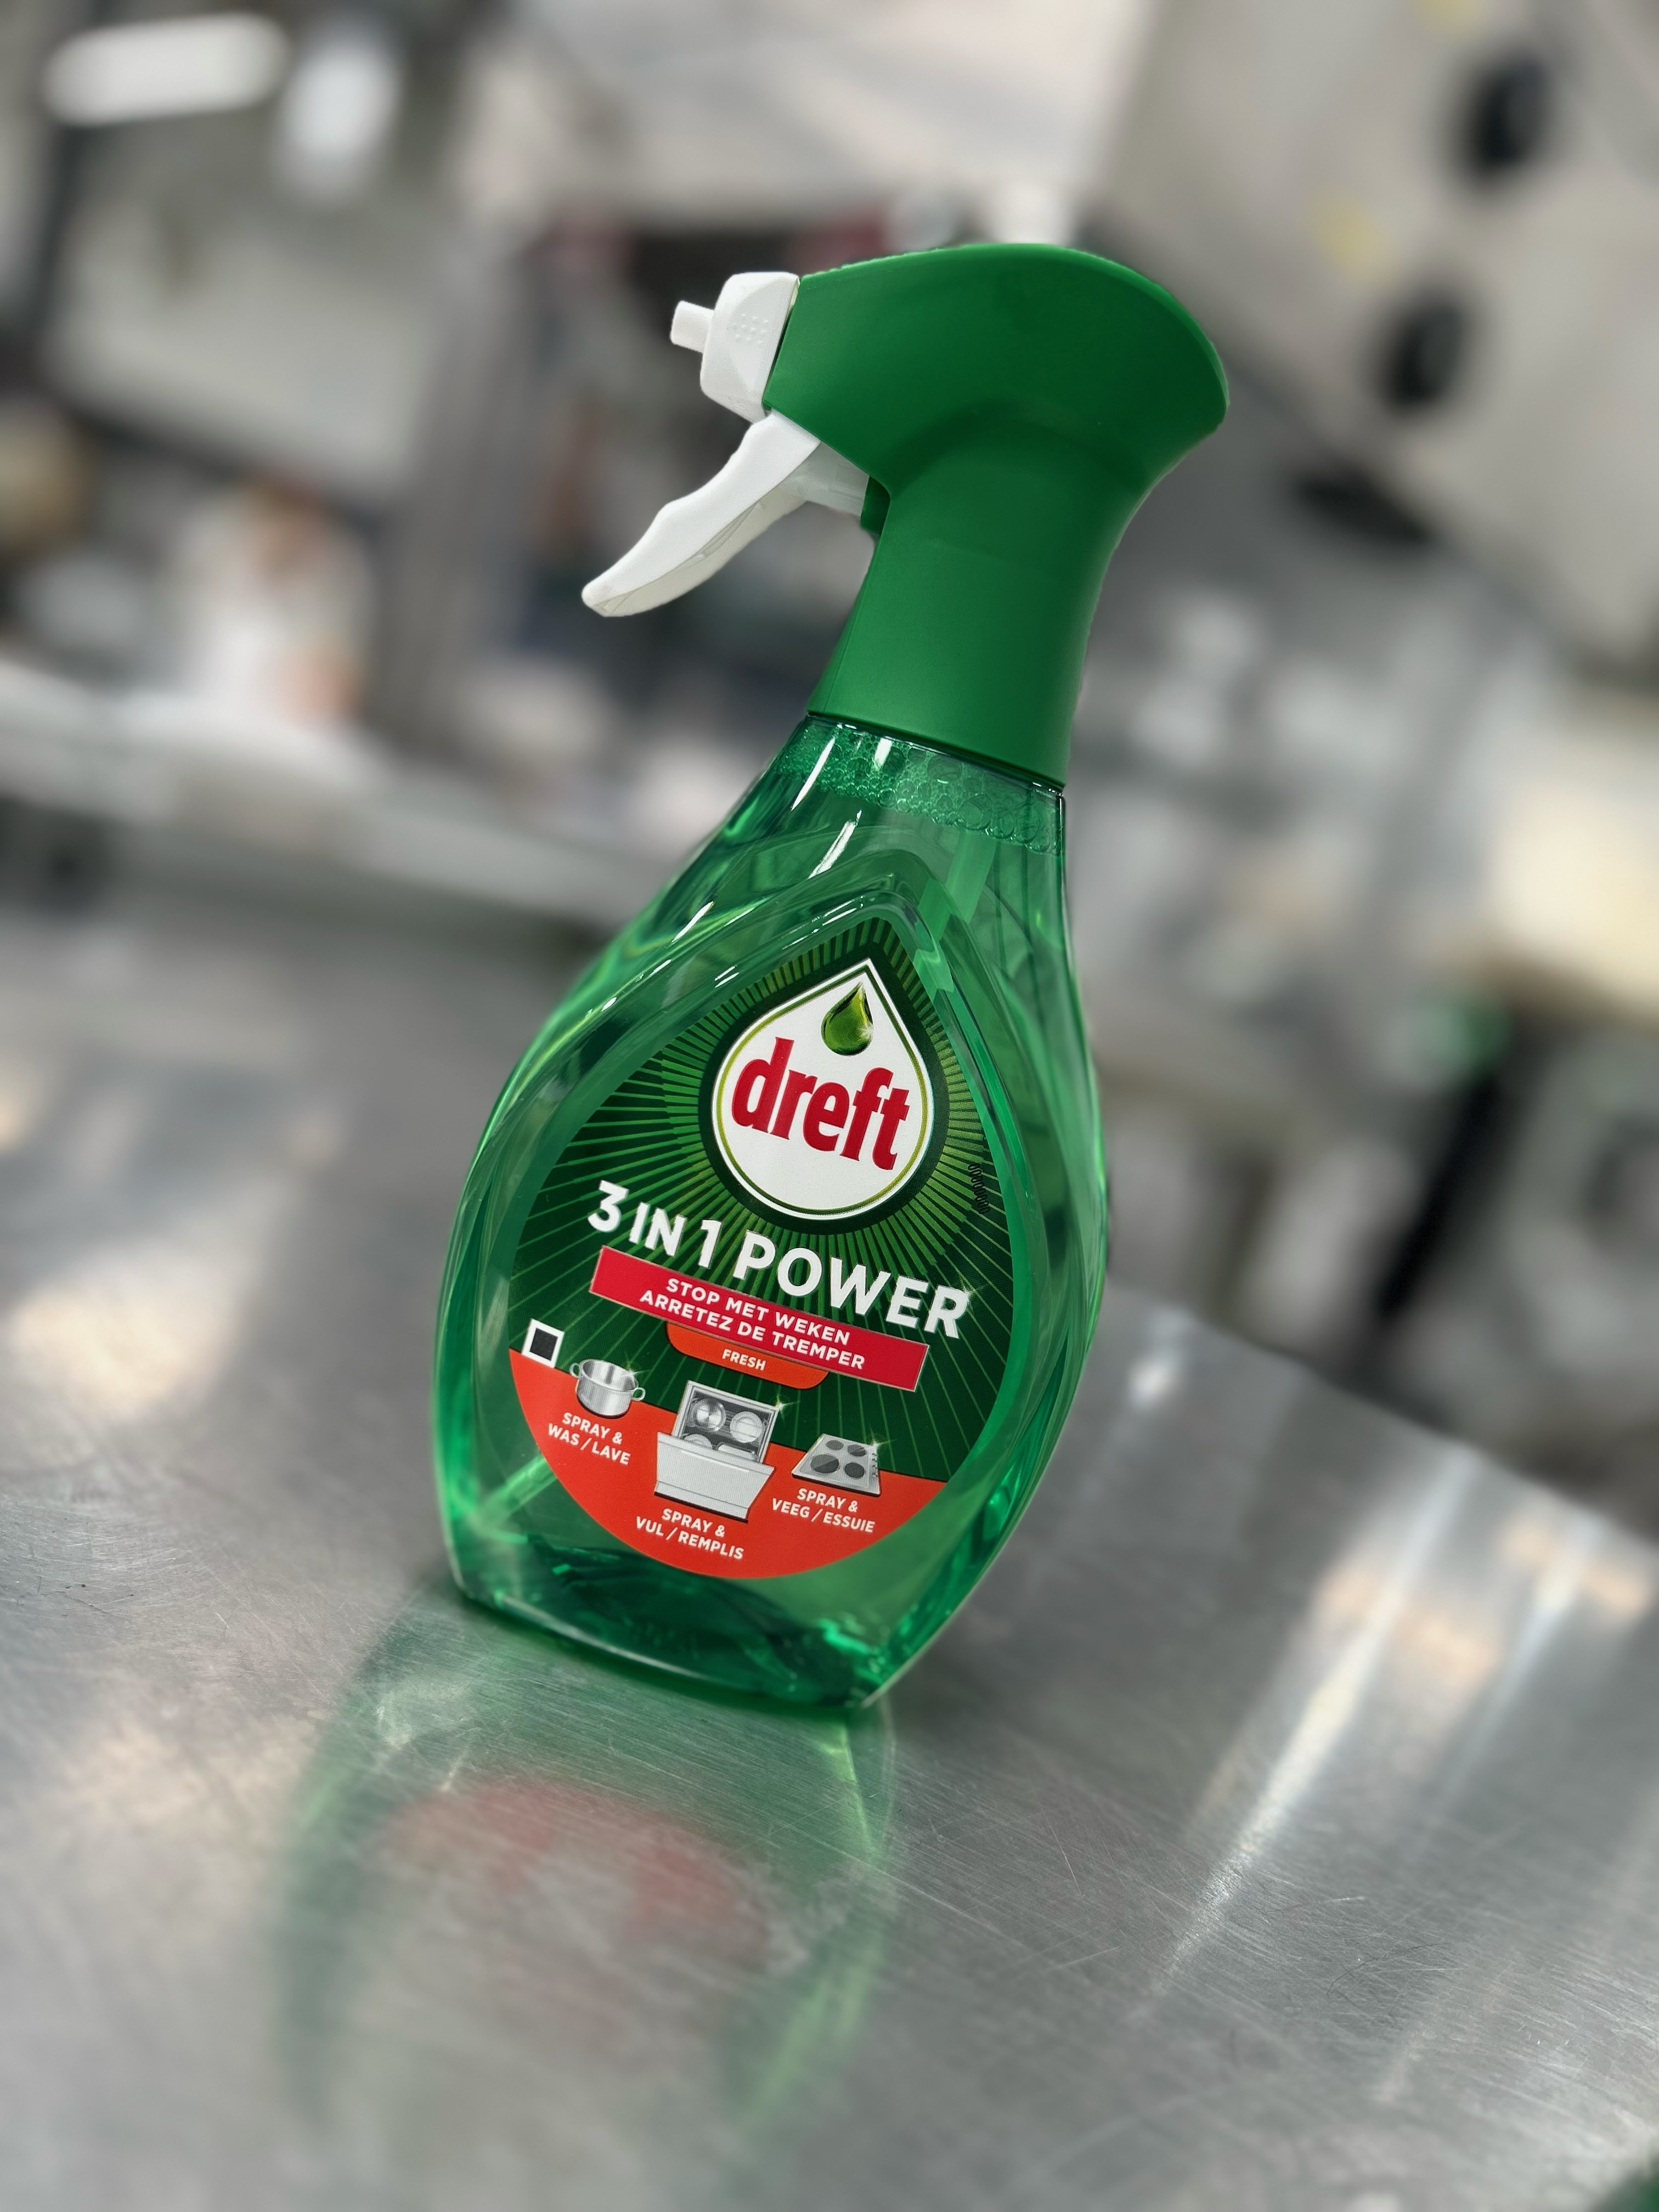 dreft
3 IN 1 POWER
STOP MET WEKEN
ARRETEZ DE TREMPER
FRESH
SPRAY &
WAS / LAVE
SPRAY &
VUL / REMPLIS
SPRAY &
VEEG / ESSUIE